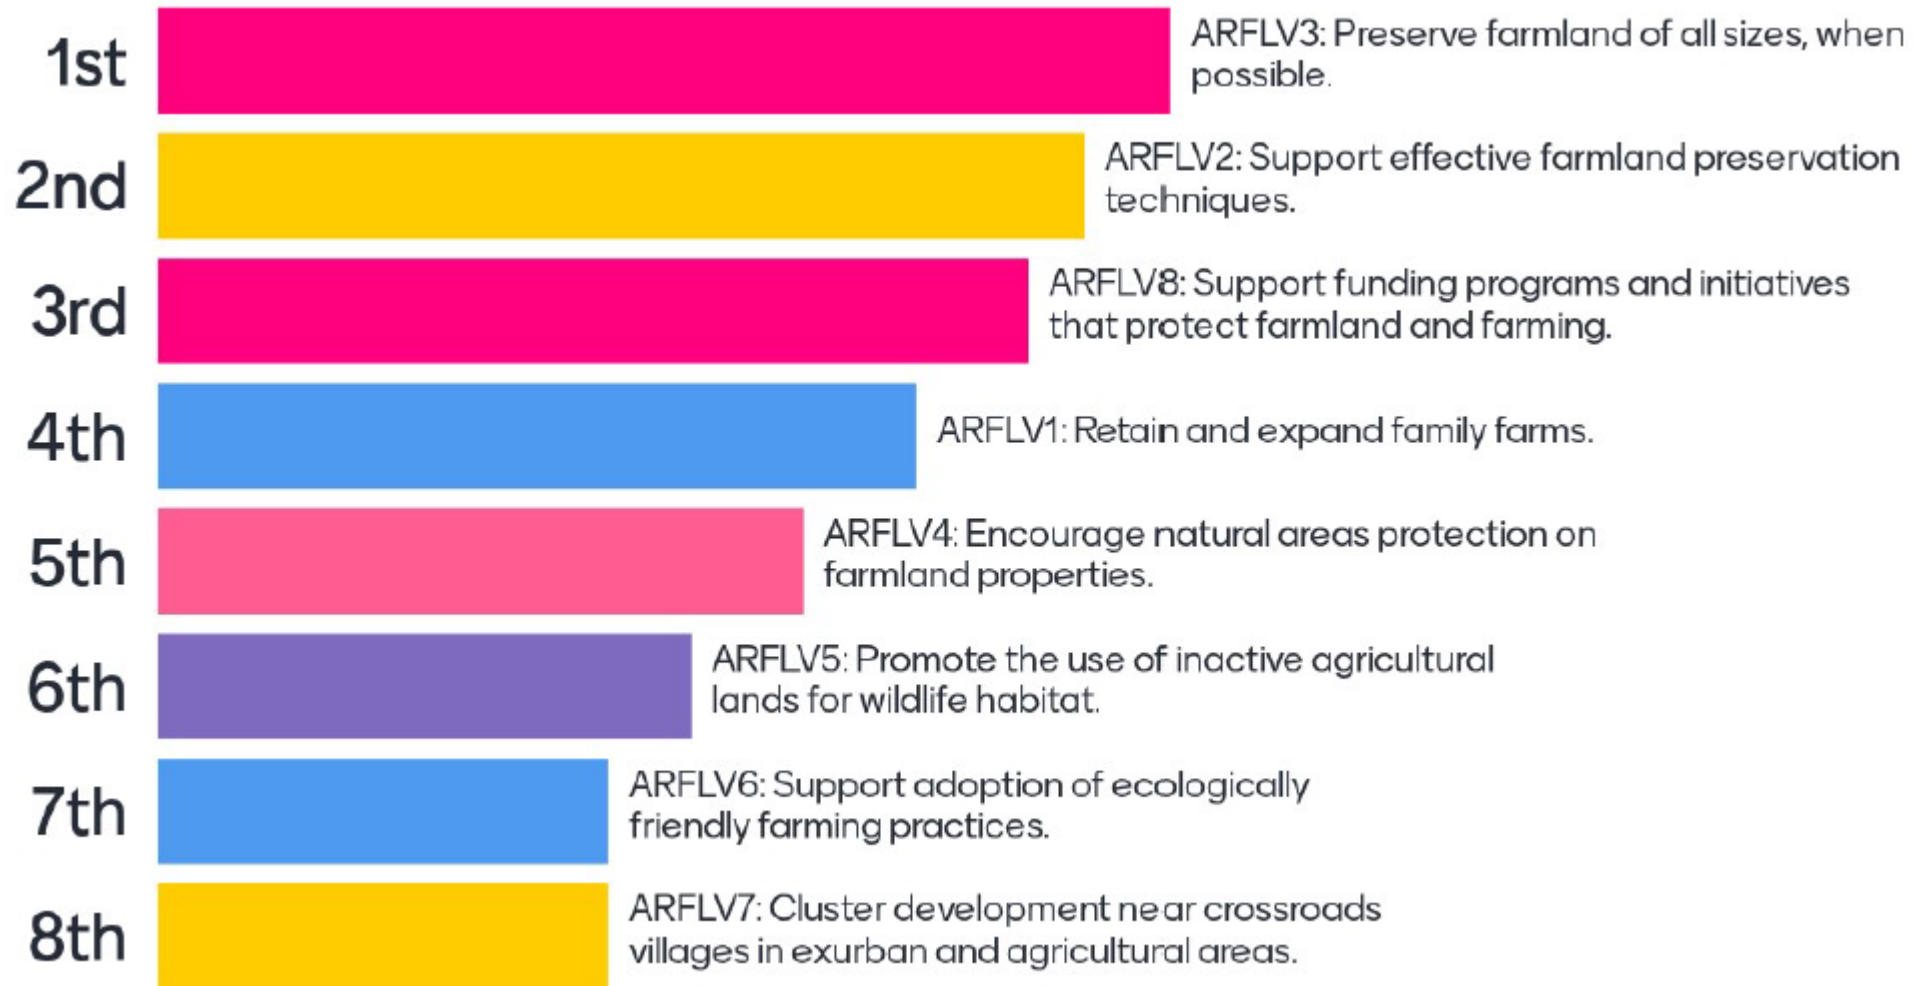 1st
ARFLV3: Preserve farmland of all sizes, when
possible.
2nd
ARFLV2: Support effective farmland preservation
techniques.
3rd
ARFLV8: Support funding programs and initiatives
that protect farmland and farming.
4th
ARFLV1: Retain and expand family farms.
5th
ARFLV4: Encourage natural areas protection on
farmland properties.
6th
ARFLV5: Promote the use of inactive agricultural
lands for wildlife habitat.
7th
ARFLV6: Support adoption of ecologically
friendly farming practices.
8th
ARFLV7: Cluster development near crossroads
villages in exurban and agricultural areas.